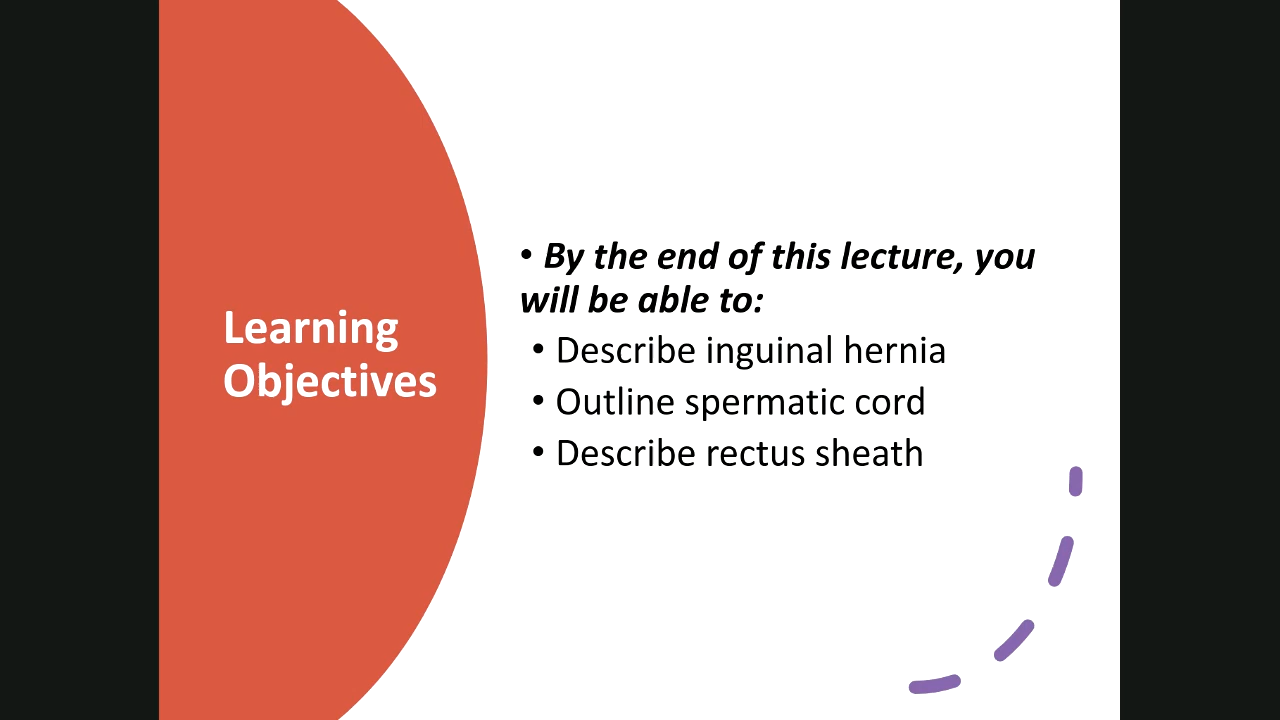 Learning
Objectives
• By the end of this lecture, you
will be able to:
• Describe inguinal hernia
• Outline spermatic cord
• Describe rectus sheath